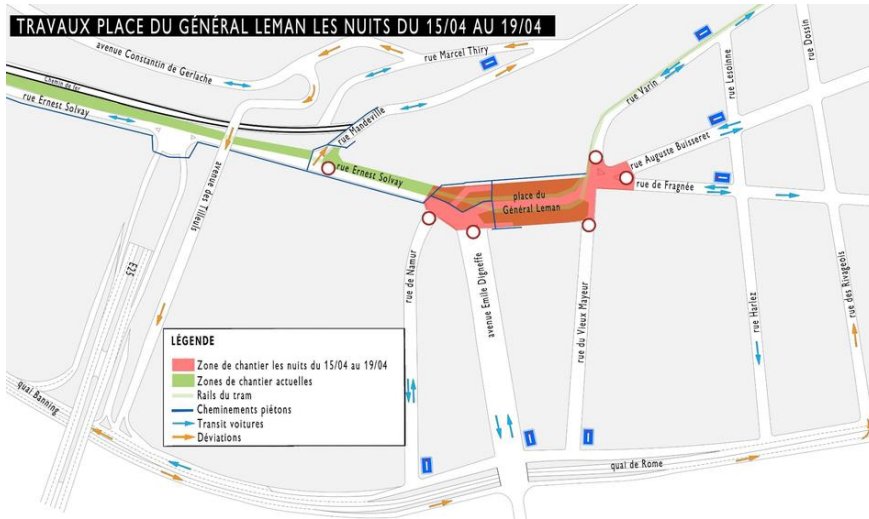 TRAVAUX PLACE DU GÉNÉRAL LEMAN LES NUITS DU 15/04 AU 19/04
avenue Constantin de Gerlache
rue Marcel Thiry
rue Dossin
rue Lesoinne
rue Varin
Chemin de fer
rue Ernest Solvay
rue Mandeville
rue Auguste Buisseret
rue Ernest Solvay
rue de Fragnée
place du
Général Leman
avenue des Tilleuls
E25
rue de Namur
avenue Emile Digneffe
rue du Vieux Mayeur
rue Harlez
rue des Rivageois
LÉGENDE
Zone de chantier les nuits du 15/04 au 19/04
Zones de chantier actuelles
Rails du tram
Cheminements piétons
Transit voitures
Déviations
quai Banning
quai de Rome